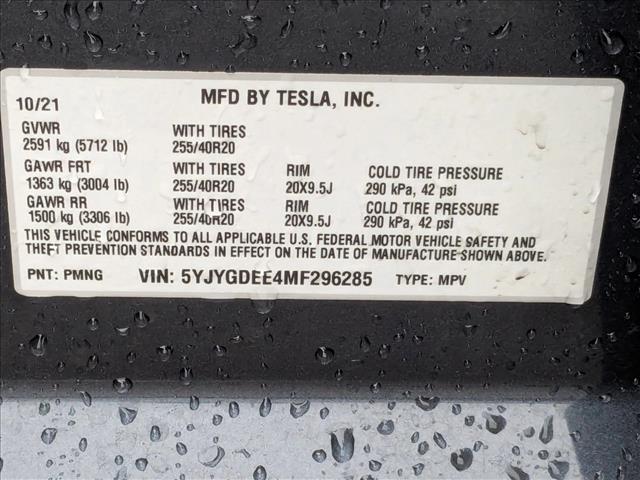 10/21 MFD BY TESLA, INC.
GVWR WITH TIRES
2591 kg (5712 lb) 255/40R20
GAWR FRT WITH TIRES RIM COLD TIRE PRESSURE
1363 kg (3004 lb) 255/40R20 20X9.5J 290 kPa, 42 psi
GAWR RR WITH TIRES RIM COLD TIRE PRESSURE
1500 kg (3306 lb) 255/40R20 20X9.5J 290 kPa, 42 psi
THIS VEHICLE CONFORMS TO ALL APPLICABLE U.S. FEDERAL MOTOR VEHICLE SAFETY AND
THEFT PREVENTION STANDARDS IN EFFECT ON THE DATE OF MANUFACTURE SHOWN ABOVE.
PNT: PMNG VIN: 5YJYGDEE4MF296285 TYPE: MPV